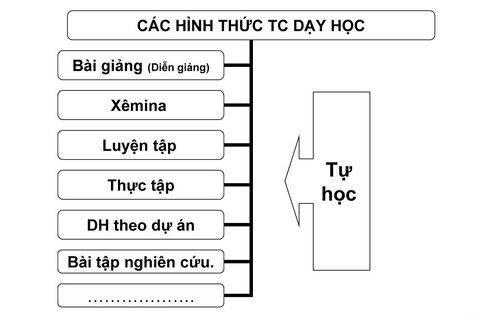 CÁC HÌNH THỨC TC DẠY HỌC
Bài giảng (Diễn giảng)
Xêmina
Luyện tập
Thực tập
DH theo dự án
Bài tập nghiên cứu.
...................
Tự
học